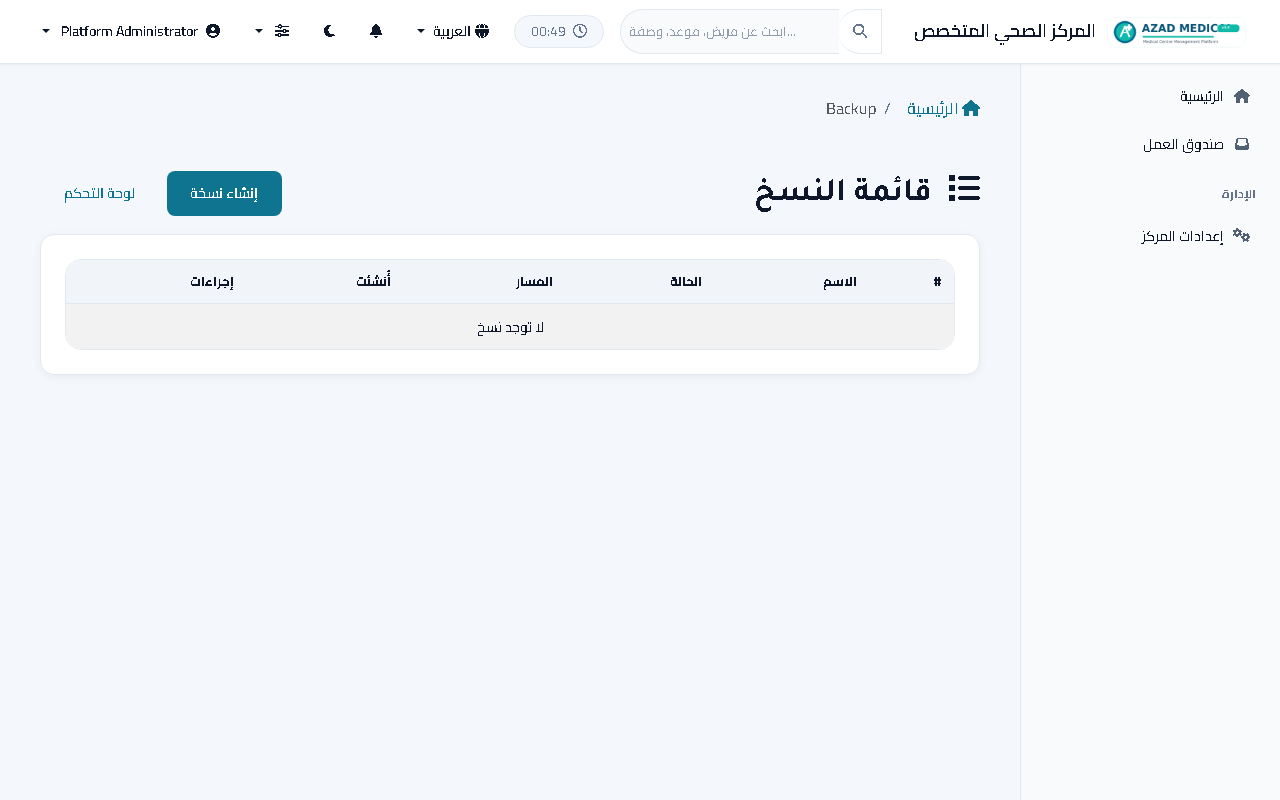 AZAD MEDIC
Medical Centre Management Platform
المركز الصحي المتخصص
ابحث عن مريض، موعد، وصفة...
00:49
العربية
Platform Administrator
الرئيسية
صندوق العمل
الإدارة
إعدادات المركز
الرئيسية / Backup
قائمة النسخ
إنشاء نسخة
لوحة التحكم
# الاسم الحالة المسار أُنشئت إجراءات
لا توجد نسخ